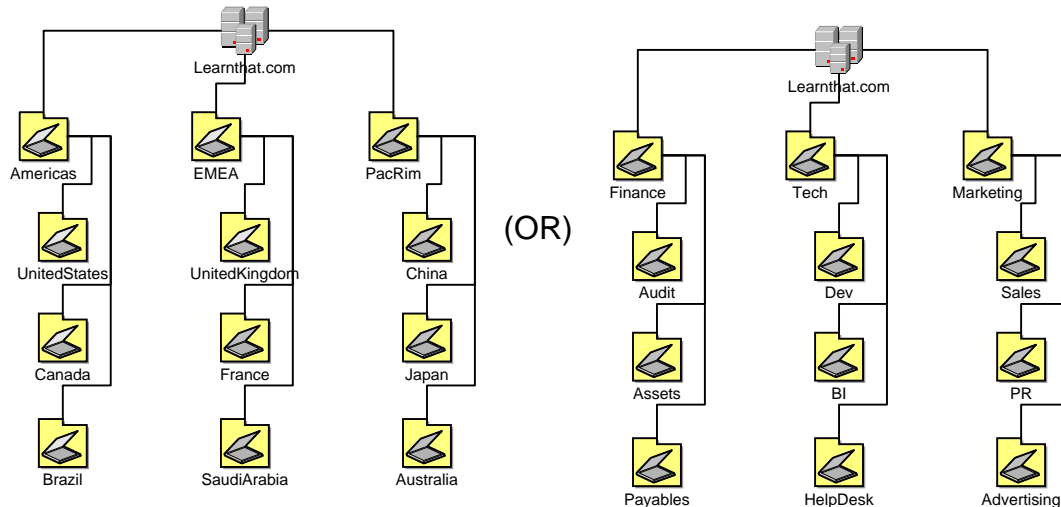 Learnthat.com
Americas
EMEA
PacRim
UnitedStates
UnitedKingdom
China
Canada
France
Japan
Brazil
SaudiArabia
Australia
(OR)
Learnthat.com
Finance
Tech
Marketing
Audit
Dev
Sales
Assets
BI
PR
Payables
HelpDesk
Advertising